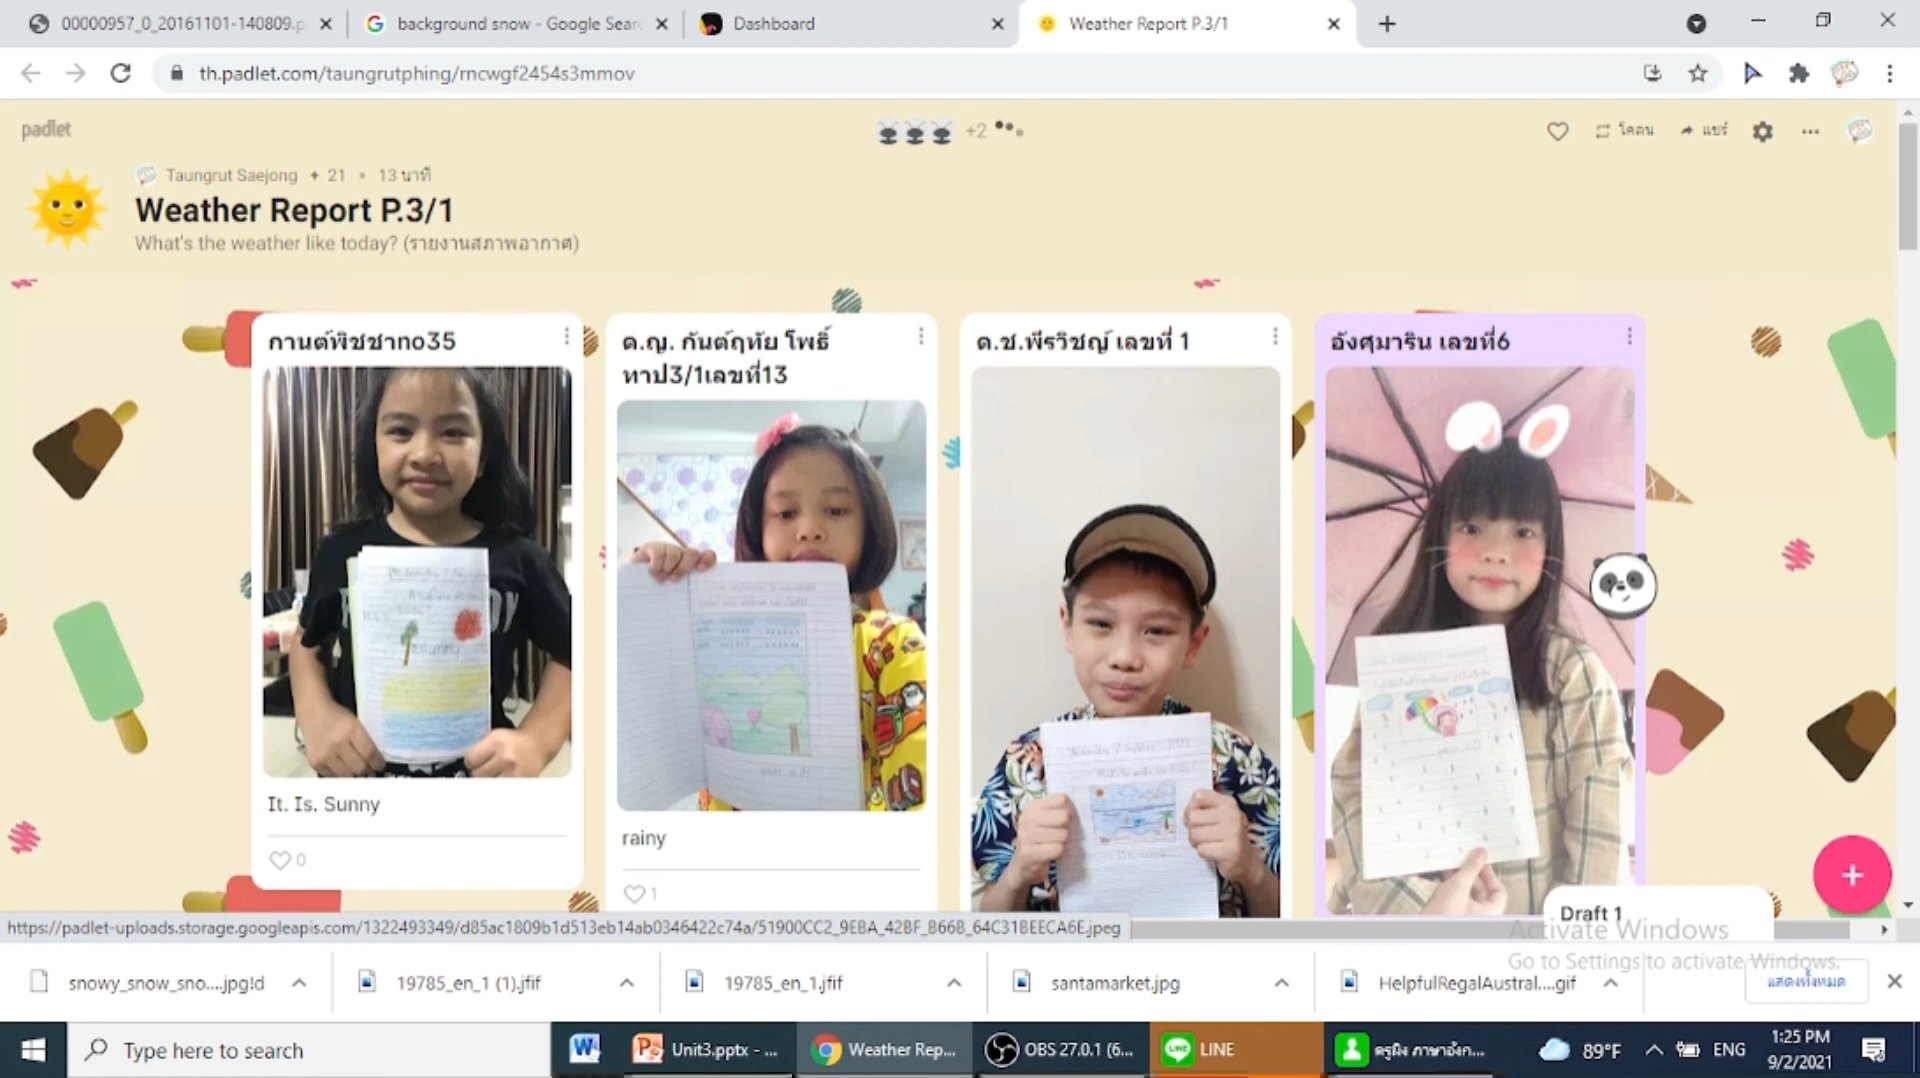 00000957_0_20161101-140809.p
background snow - Google Sear
Dashboard
Weather Report P.3/1
th.padlet.com/taungrutphing/rncwgf2454s3mmov
padlet
+2
โคลน
แชร์
Taungrut Saejong + 21 • 13 นาที
Weather Report P.3/1
What's the weather like today? (รายงานสภาพอากาศ)
กานต์พิชชาno35
It. Is. Sunny
0
ด.ญ. กันต์ฤทัย โพธิ์
ทาป3/1เลขที่13
rainy
1
ด.ช.พีรวิชญ์ เลขที่ 1
อังศุมาริน เลขที่6
Draft 1
Activate Windows
Go to Settings to activate Windows.
https://padlet-uploads.storage.googleapis.com/1322493349/d85ac1809b1d513eb14ab0346422c74a/51900CC2_9EBA_42BF_B66B_64C31BEECA6E.jpeg
snowy_snow_sno....jpg!d
19785_en_1 (1).jfif
19785_en_1.jfif
santamarket.jpg
HelpfulRegalAustral....gif
แสดงทั้งหมด
Type here to search
Unit3.pptx - ...
Weather Rep...
OBS 27.0.1 (6...
LINE
ครูผิง ภาษาอังก...
89°F
ENG
1:25 PM
9/2/2021